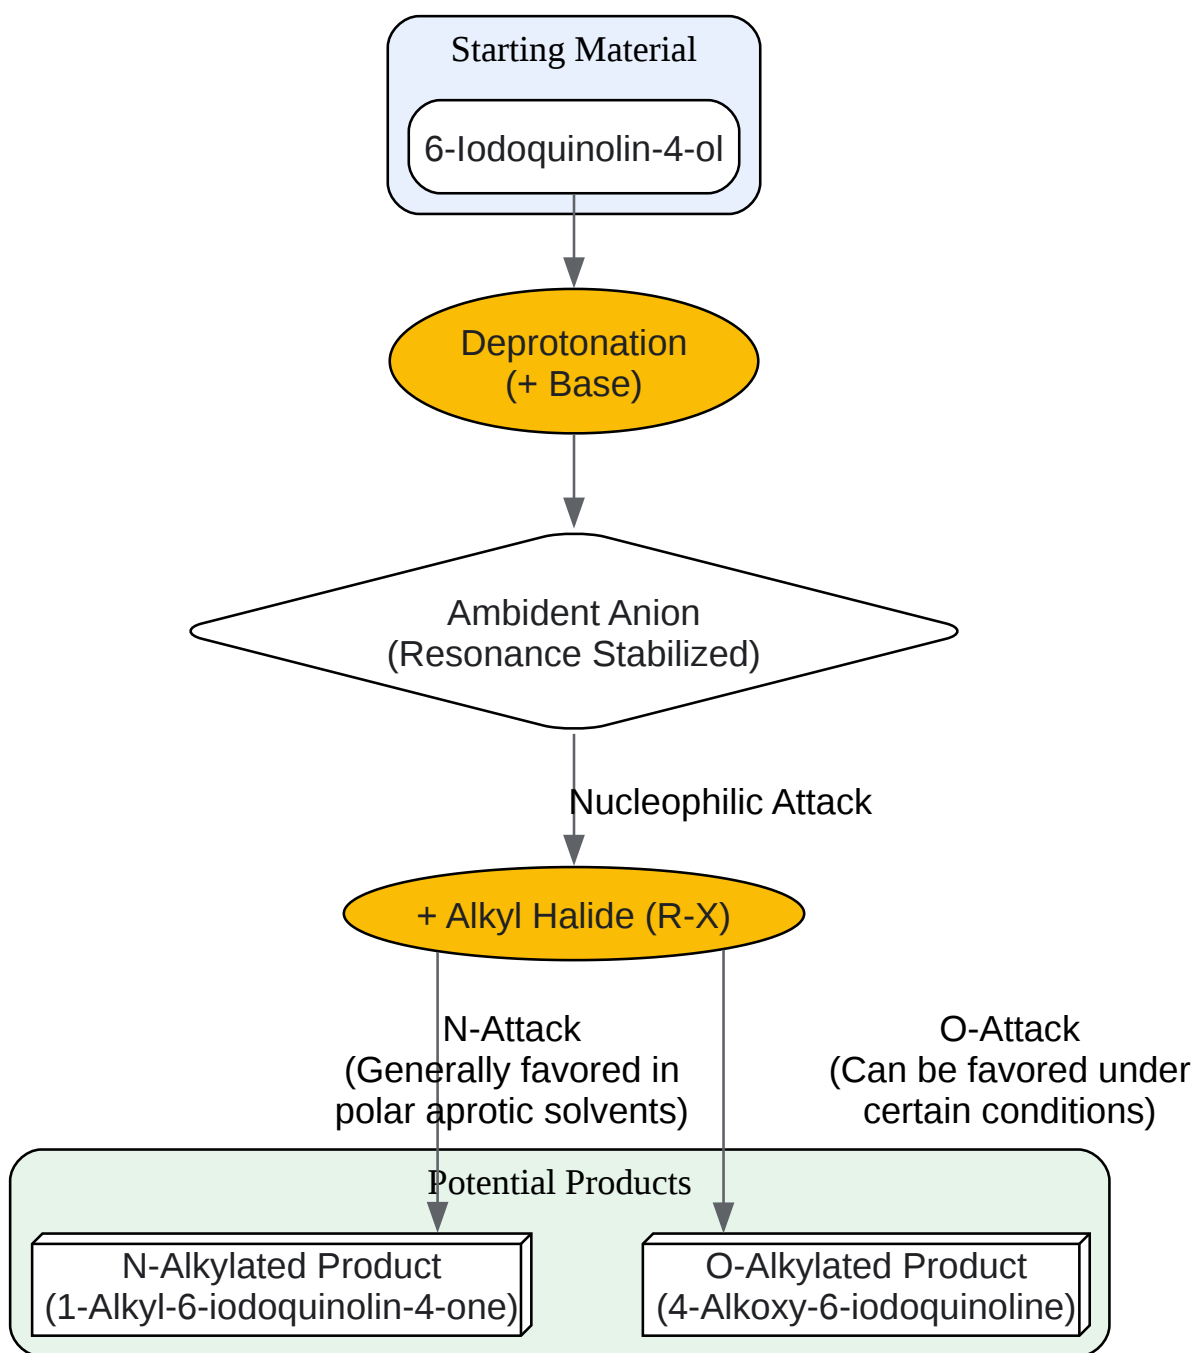 Starting Material
6-Iodoquinolin-4-ol
Deprotonation
(+ Base)
Ambident Anion
(Resonance Stabilized)
Nucleophilic Attack
+ Alkyl Halide (R-X)
N-Attack
(Generally favored in
polar aprotic solvents)
O-Attack
(Can be favored under
certain conditions)
Potential Products
N-Alkylated Product
(1-Alkyl-6-iodoquinolin-4-one)
O-Alkylated Product
(4-Alkoxy-6-iodoquinoline)